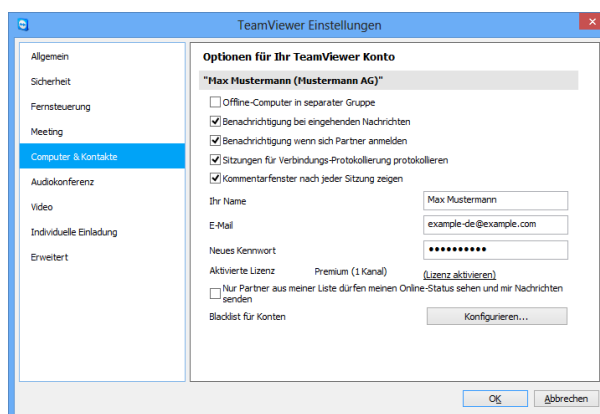 TeamViewer Einstellungen
Allgemein
Sicherheit
Fernsteuerung
Meeting
Computer & Kontakte
Audiokonferenz
Video
Individuelle Einladung
Erweitert
Optionen für Ihr TeamViewer Konto
"Max Mustermann (Mustermann AG)"
Offline-Computer in separater Gruppe
Benachrichtigung bei eingehenden Nachrichten
Benachrichtigung wenn sich Partner anmelden
Sitzungen für Verbindungs-Protokollierung protokollieren
Kommentarfenster nach jeder Sitzung zeigen
Ihr Name Max Mustermann
E-Mail example-de@example.com
Neues Kennwort ••••••••••
Aktivierte Lizenz Premium (1 Kanal) (Lizenz aktivieren)
Nur Partner aus meiner Liste dürfen meinen Online-Status sehen und mir Nachrichten
senden
Blacklist für Konten Konfigurieren...
OK Abbrechen